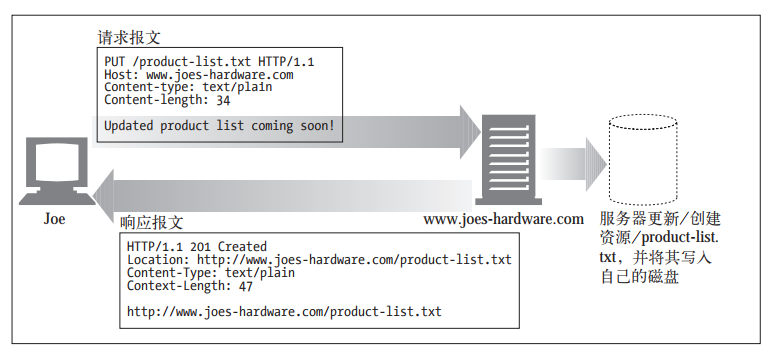 请求报文
PUT /product-list.txt HTTP/1.1
Host: www.joes-hardware.com
Content-type: text/plain
Content-length: 34
Updated product list coming soon!
Joe
www.joes-hardware.com
服务器更新/创建
资源/product-list.
txt，并将其写入
自己的磁盘
响应报文
HTTP/1.1 201 Created
Location: http://www.joes-hardware.com/product-list.txt
Content-Type: text/plain
Context-Length: 47
http://www.joes-hardware.com/product-list.txt